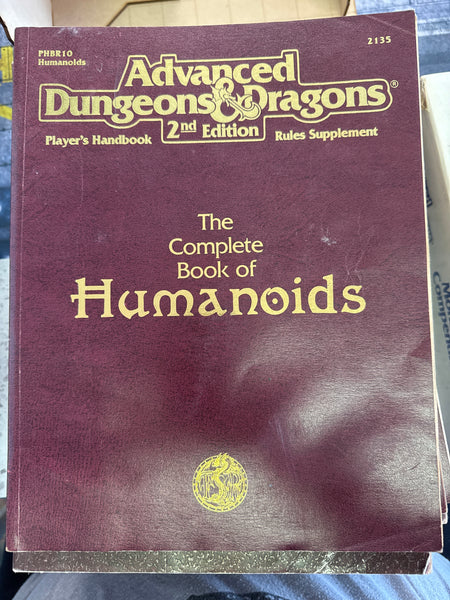 PHBR10
Humanoids
2135
Advanced
Dungeons & Dragons®
2nd Edition
Player's Handbook
Rules Supplement
The
Complete
Book of
Humanoids
TSR